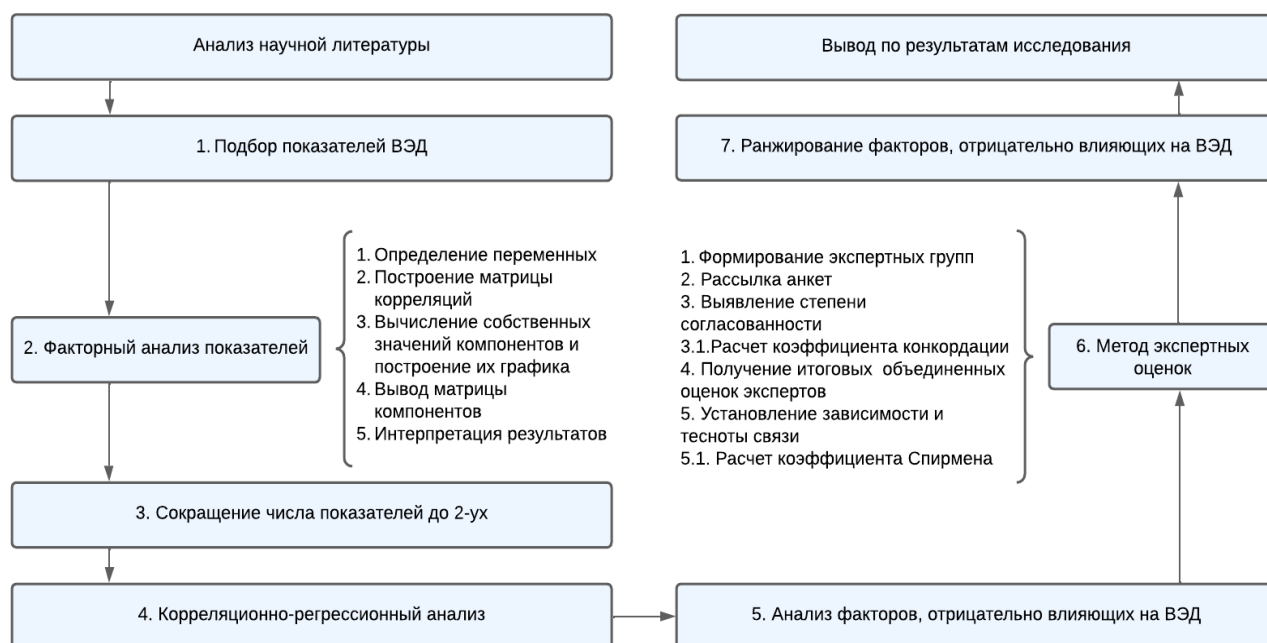 Анализ научной литературы
1. Подбор показателей ВЭД
2. Факторный анализ показателей
1. Определение переменных
2. Построение матрицы
корреляций
3. Вычисление собственных
значений компонентов и
построение их графика
4. Вывод матрицы
компонентов
5. Интерпретация результатов
3. Сокращение числа показателей до 2-ух
4. Корреляционно-регрессионный анализ
5. Анализ факторов, отрицательно влияющих на ВЭД
6. Метод экспертных
оценок
1. Формирование экспертных групп
2. Рассылка анкет
3. Выявление степени
согласованности
3.1.Расчет коэффициента конкордации
4. Получение итоговых объединенных
оценок экспертов
5. Установление зависимости и
тесноты связи
5.1. Расчет коэффициента Спирмена
7. Ранжирование факторов, отрицательно влияющих на ВЭД
Вывод по результатам исследования